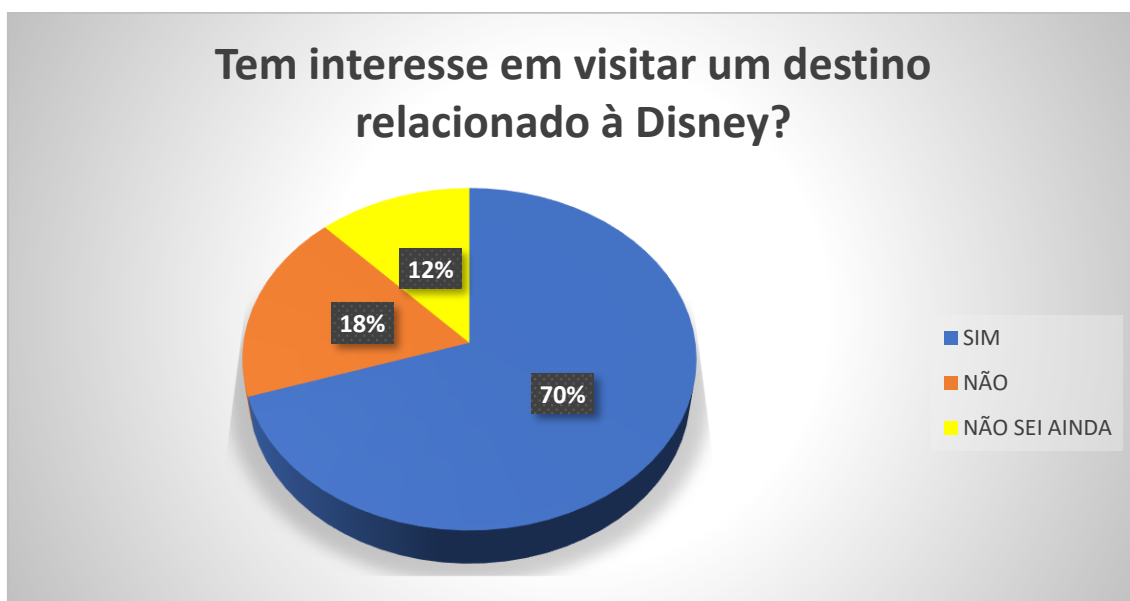 Tem interesse em visitar um destino
relacionado à Disney?
12%
18%
70%
SIM
NÃO
NÃO SEI AINDA